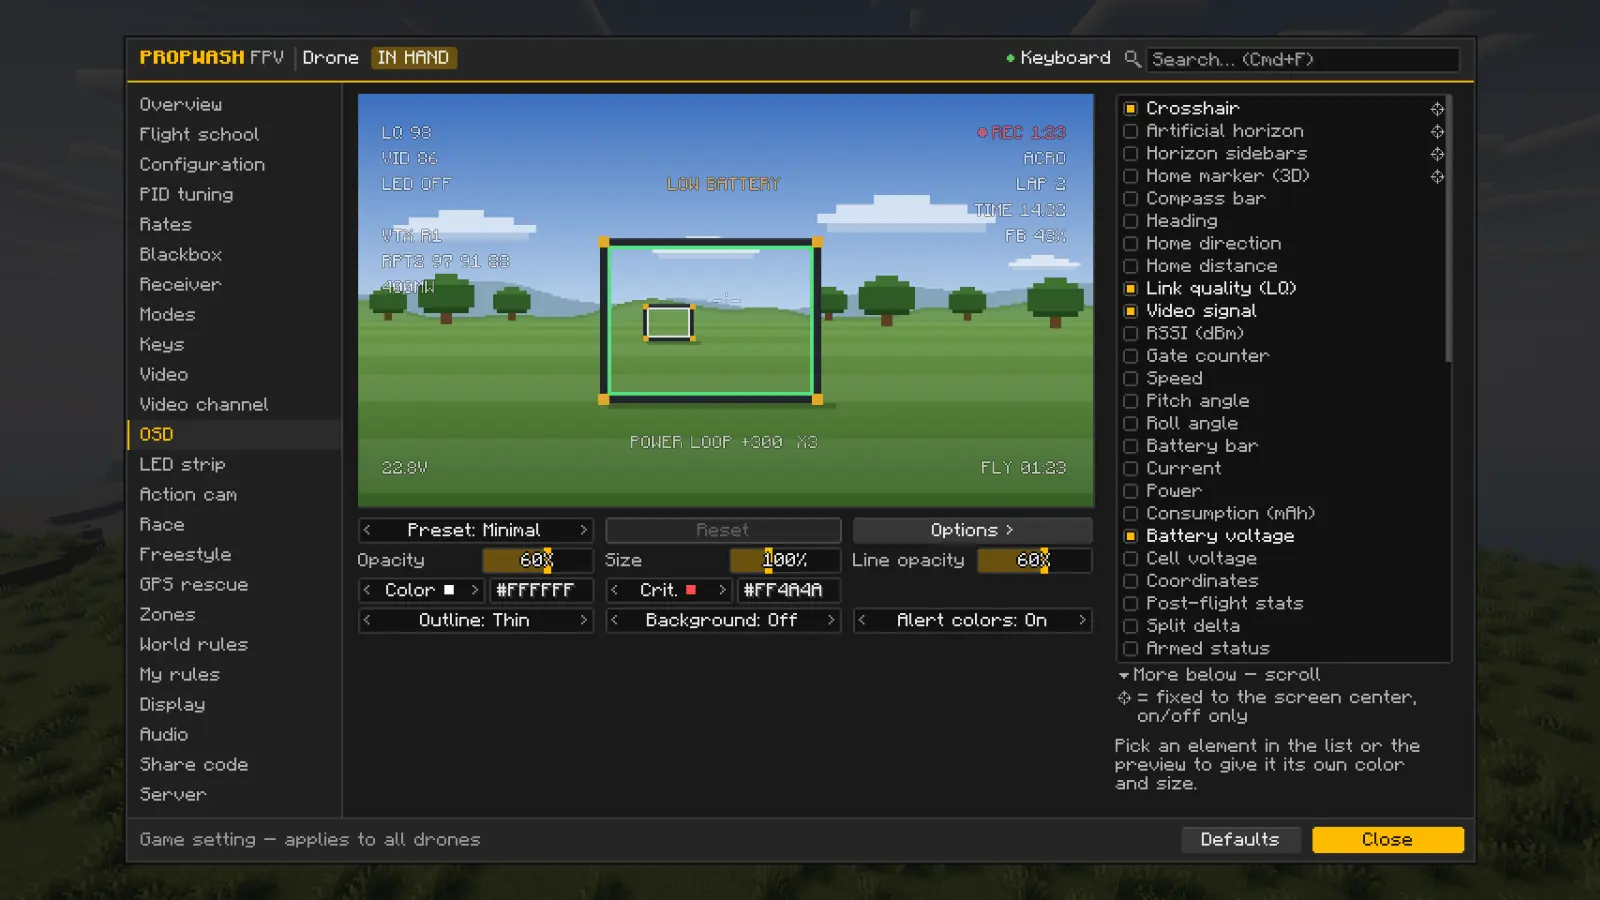 PROPWASH FPV Drone IN HAND
Keyboard
Search... (Cmd+F)
Overview
Flight school
Configuration
PID tuning
Rates
Blackbox
Receiver
Modes
Keys
Video
Video channel
OSD
LED strip
Action cam
Race
Freestyle
GPS rescue
Zones
World rules
My rules
Display
Audio
Share code
Server
LQ 98
VID 86
LED OFF
VTX R1
RPTS 97 91 88
400MW
LOW BATTERY
REC 1:23
ACRO
LAP 2
TIME 14.32
FB 43%
POWER LOOP +300 X3
22.8V
FLY 01:23
< Preset: Minimal >
Reset
Options >
Opacity 60%
Size 100%
Line opacity 60%
< Color >
#FFFFFF
< Crit. >
#FF4A4A
< Outline: Thin >
< Background: Off >
< Alert colors: On >
Crosshair
Artificial horizon
Horizon sidebars
Home marker (3D)
Compass bar
Heading
Home direction
Home distance
Link quality (LQ)
Video signal
RSSI (dBm)
Gate counter
Speed
Pitch angle
Roll angle
Battery bar
Current
Power
Consumption (mAh)
Battery voltage
Cell voltage
Coordinates
Post-flight stats
Split delta
Armed status
More below — scroll
= fixed to the screen center,
on/off only
Pick an element in the list or the
preview to give it its own color
and size.
Game setting — applies to all drones
Defaults
Close